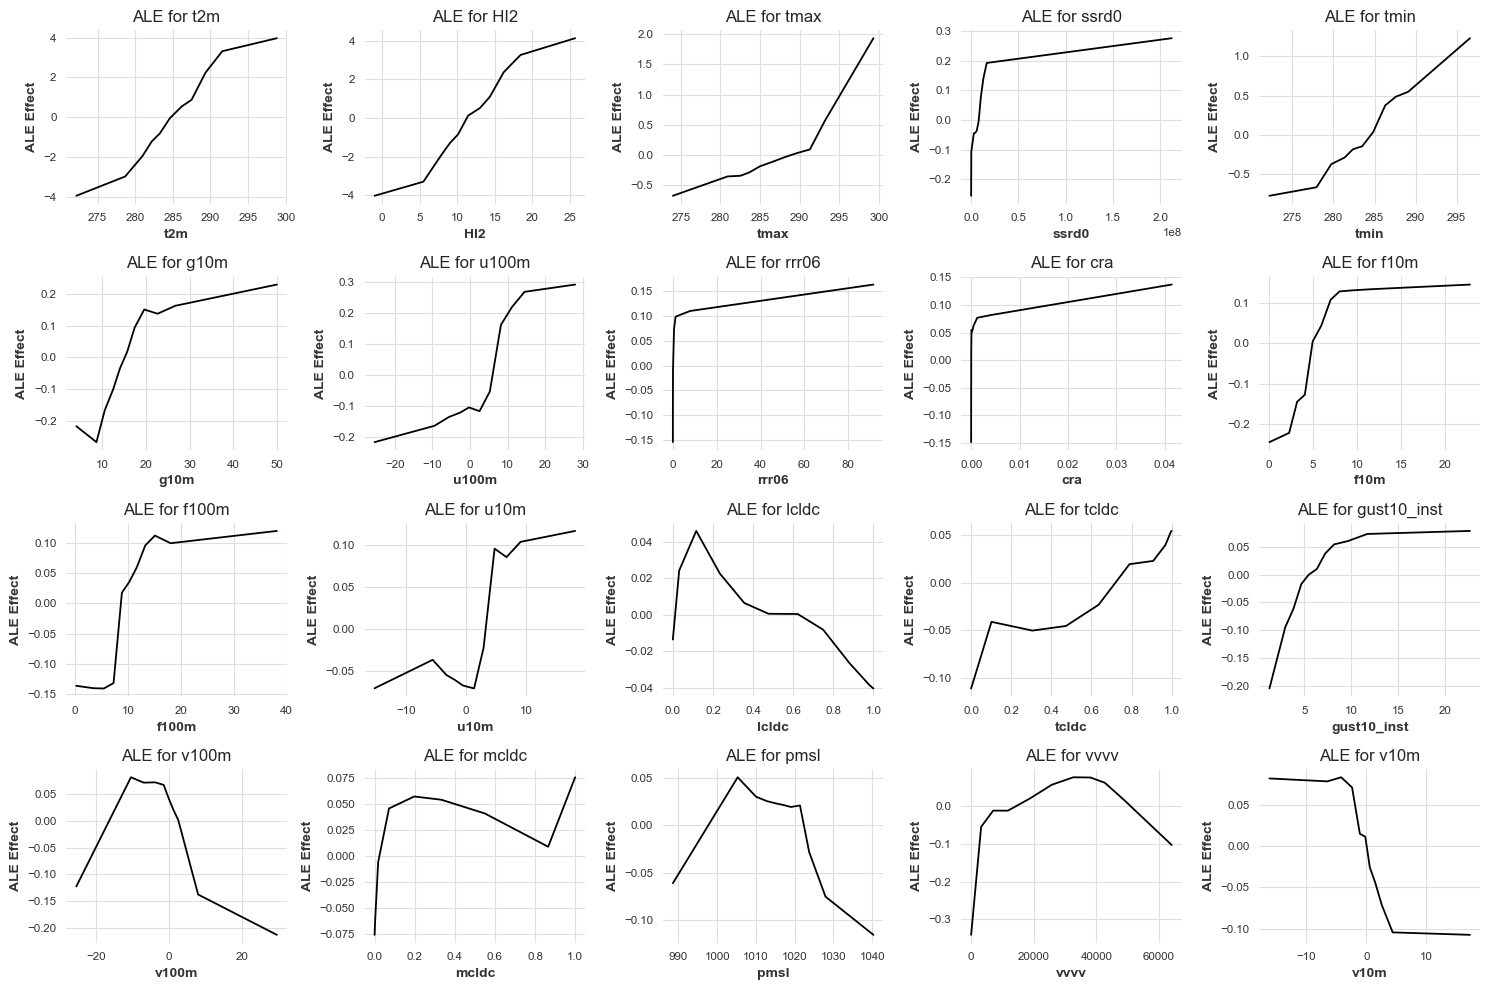 ALE for t2m
ALE Effect
4
2
0
−2
−4
275 280 285 290 295 300
t2m
ALE for HI2
ALE Effect
4
2
0
−2
−4
0 5 10 15 20 25
HI2
ALE for tmax
ALE Effect
2.0
1.5
1.0
0.5
0.0
−0.5
275 280 285 290 295 300
tmax
ALE for ssrd0
ALE Effect
0.3
0.2
0.1
0.0
−0.1
−0.2
0.0 0.5 1.0 1.5 2.0
1e8
ssrd0
ALE for tmin
ALE Effect
1.0
0.5
0.0
−0.5
275 280 285 290 295
tmin
ALE for g10m
ALE Effect
0.2
0.1
0.0
−0.1
−0.2
10 20 30 40 50
g10m
ALE for u100m
ALE Effect
0.3
0.2
0.1
0.0
−0.1
−0.2
−20 −10 0 10 20 30
u100m
ALE for rrr06
ALE Effect
0.15
0.10
0.05
0.00
−0.05
−0.10
−0.15
0 20 40 60 80
rrr06
ALE for cra
ALE Effect
0.15
0.10
0.05
0.00
−0.05
−0.10
−0.15
0.00 0.01 0.02 0.03 0.04
cra
ALE for f10m
ALE Effect
0.1
0.0
−0.1
−0.2
0 5 10 15 20
f10m
ALE for f100m
ALE Effect
0.10
0.05
0.00
−0.05
−0.10
−0.15
0 10 20 30 40
f100m
ALE for u10m
ALE Effect
0.10
0.05
0.00
−0.05
−10 0 10
u10m
ALE for lcldc
ALE Effect
0.04
0.02
0.00
−0.02
−0.04
0.0 0.2 0.4 0.6 0.8 1.0
lcldc
ALE for tcldc
ALE Effect
0.05
0.00
−0.05
−0.10
0.0 0.2 0.4 0.6 0.8 1.0
tcldc
ALE for gust10_inst
ALE Effect
0.05
0.00
−0.05
−0.10
−0.15
−0.20
5 10 15 20
gust10_inst
ALE for v100m
ALE Effect
0.05
0.00
−0.05
−0.10
−0.15
−0.20
−20 0 20
v100m
ALE for mcldc
ALE Effect
0.075
0.050
0.025
0.000
−0.025
−0.050
−0.075
0.0 0.2 0.4 0.6 0.8 1.0
mcldc
ALE for pmsl
ALE Effect
0.05
0.00
−0.05
−0.10
990 1000 1010 1020 1030 1040
pmsl
ALE for vvvv
ALE Effect
0.0
−0.1
−0.2
−0.3
0 20000 40000 60000
vvvv
ALE for v10m
ALE Effect
0.05
0.00
−0.05
−0.10
−10 0 10
v10m